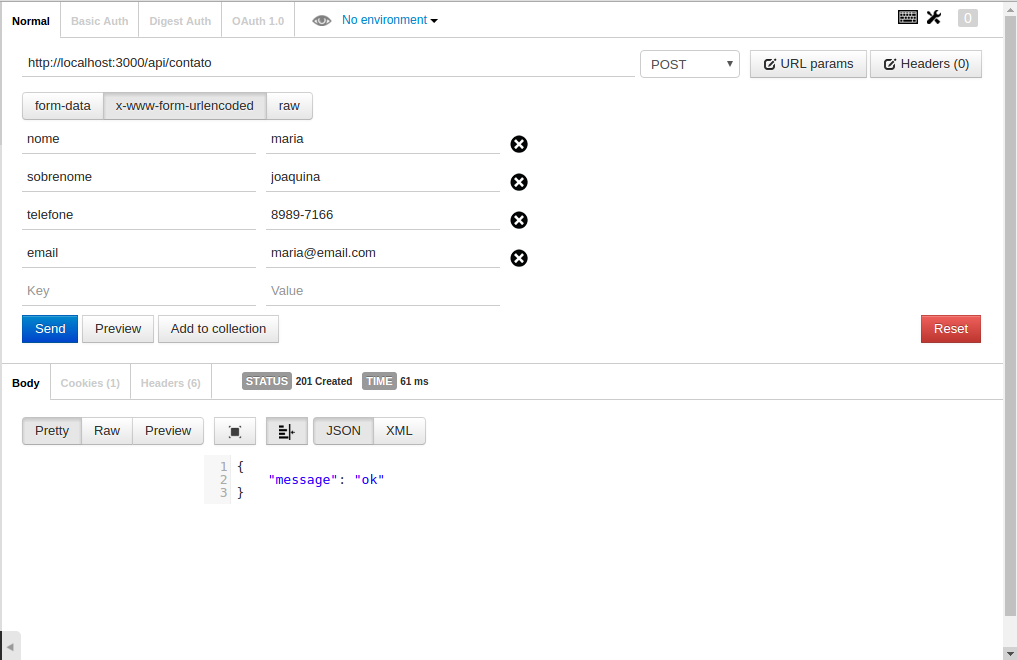 Normal Basic Auth Digest Auth OAuth 1.0 No environment 0
http://localhost:3000/api/contato POST URL params Headers (0)
form-data x-www-form-urlencoded raw
nome maria
sobrenome joaquina
telefone 8989-7166
email maria@email.com
Key Value
Send Preview Add to collection Reset
Body Cookies (1) Headers (6) STATUS 201 Created TIME 61 ms
Pretty Raw Preview JSON XML
1 {
2 "message": "ok"
3 }